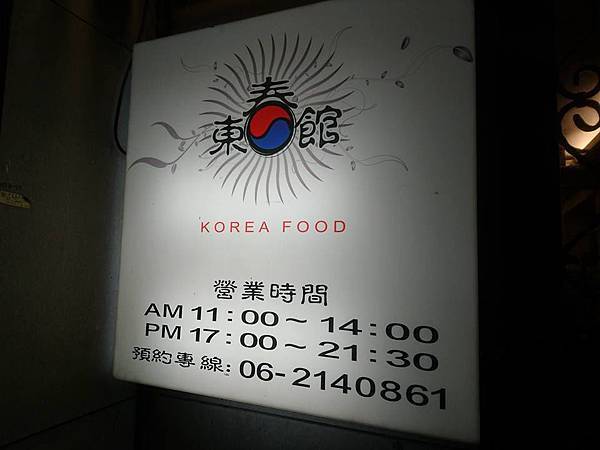 東春館
KOREA FOOD
營業時間
AM 11：00～14：00
PM 17：00～21：30
預約專線：06-2140861